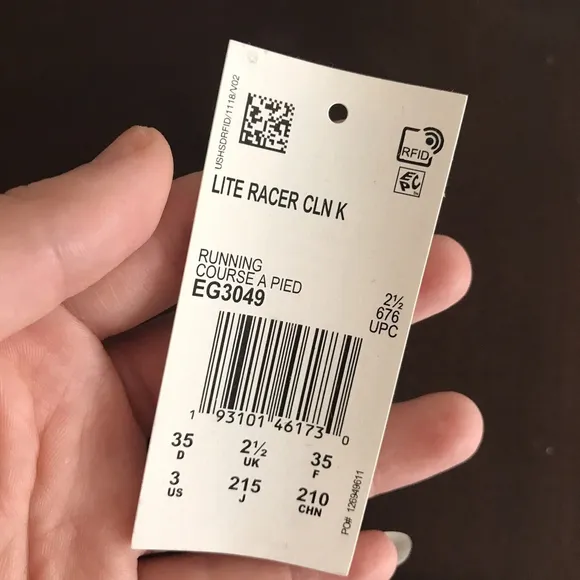 USHSDRFID/1118/V02
RFID
EPC
LITE RACER CLN K
RUNNING
COURSE A PIED
EG3049
2½
676
UPC
1 93101 46173 0
35 2½ 35
D UK F
3 215 210
US J CHN
PO# 126949611